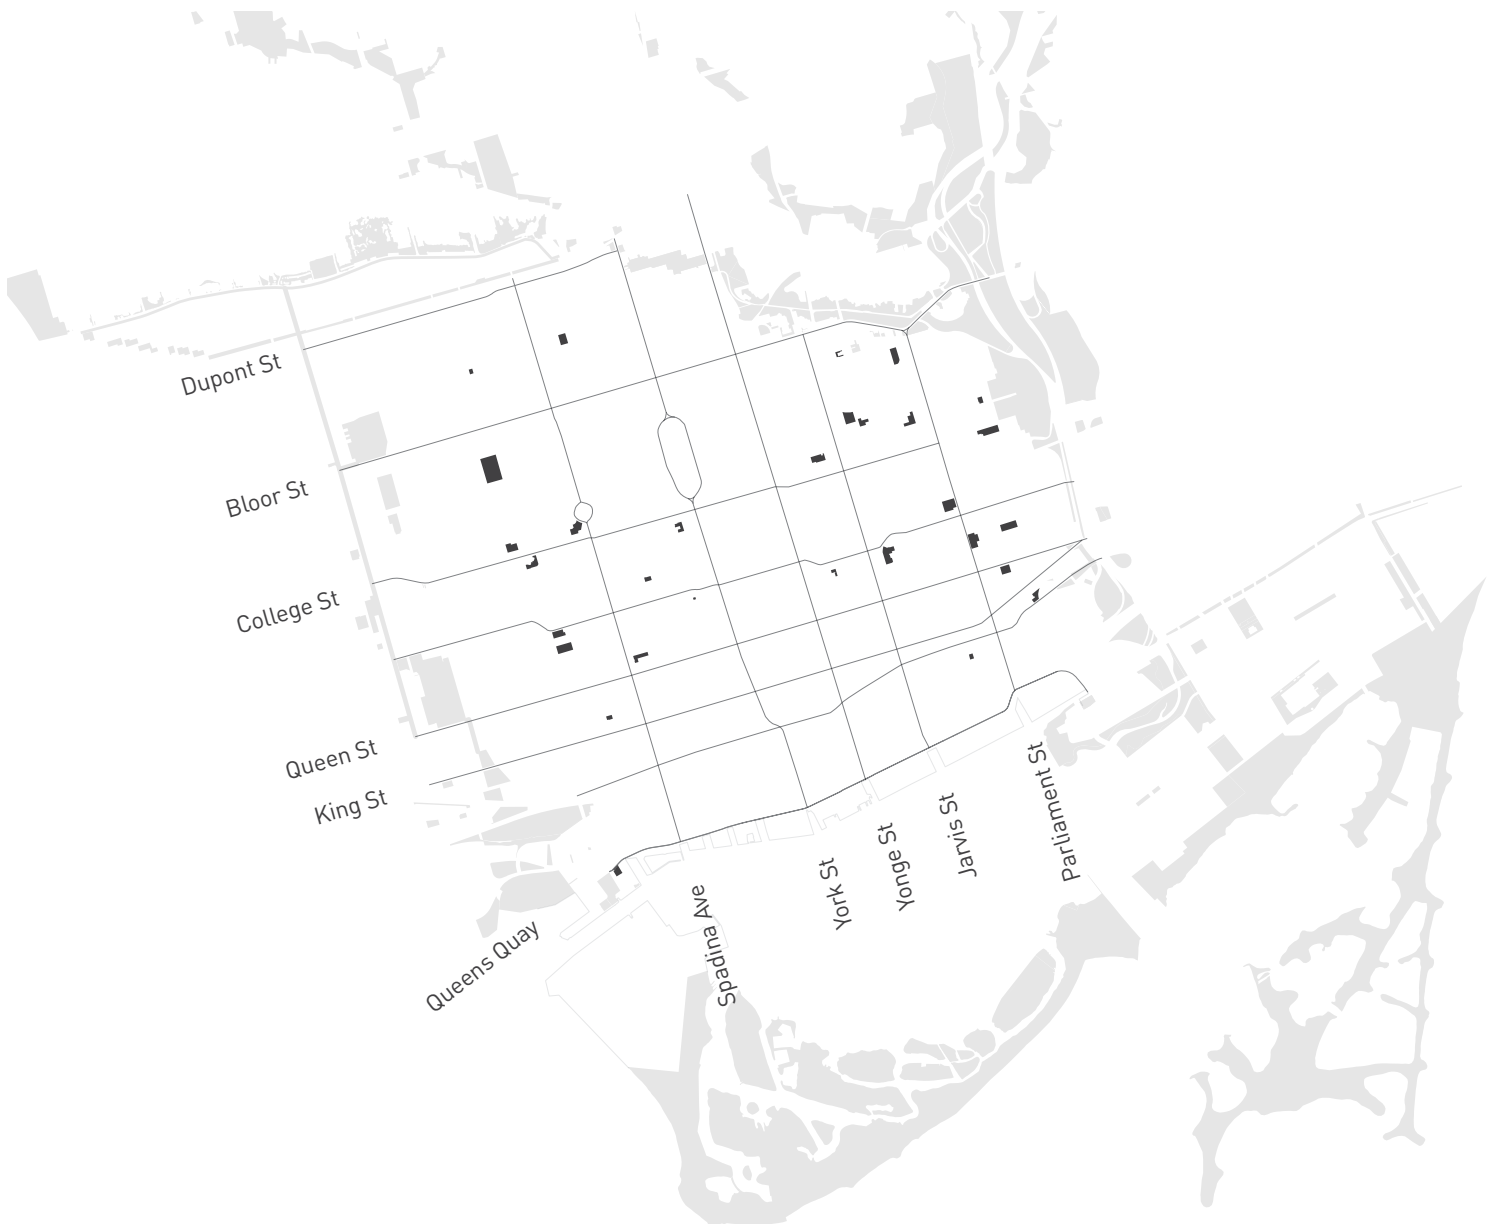 Dupont St
Bloor St
College St
Queen St
King St
Queens Quay
Spadina Ave
York St
Yonge St
Jarvis St
Parliament St